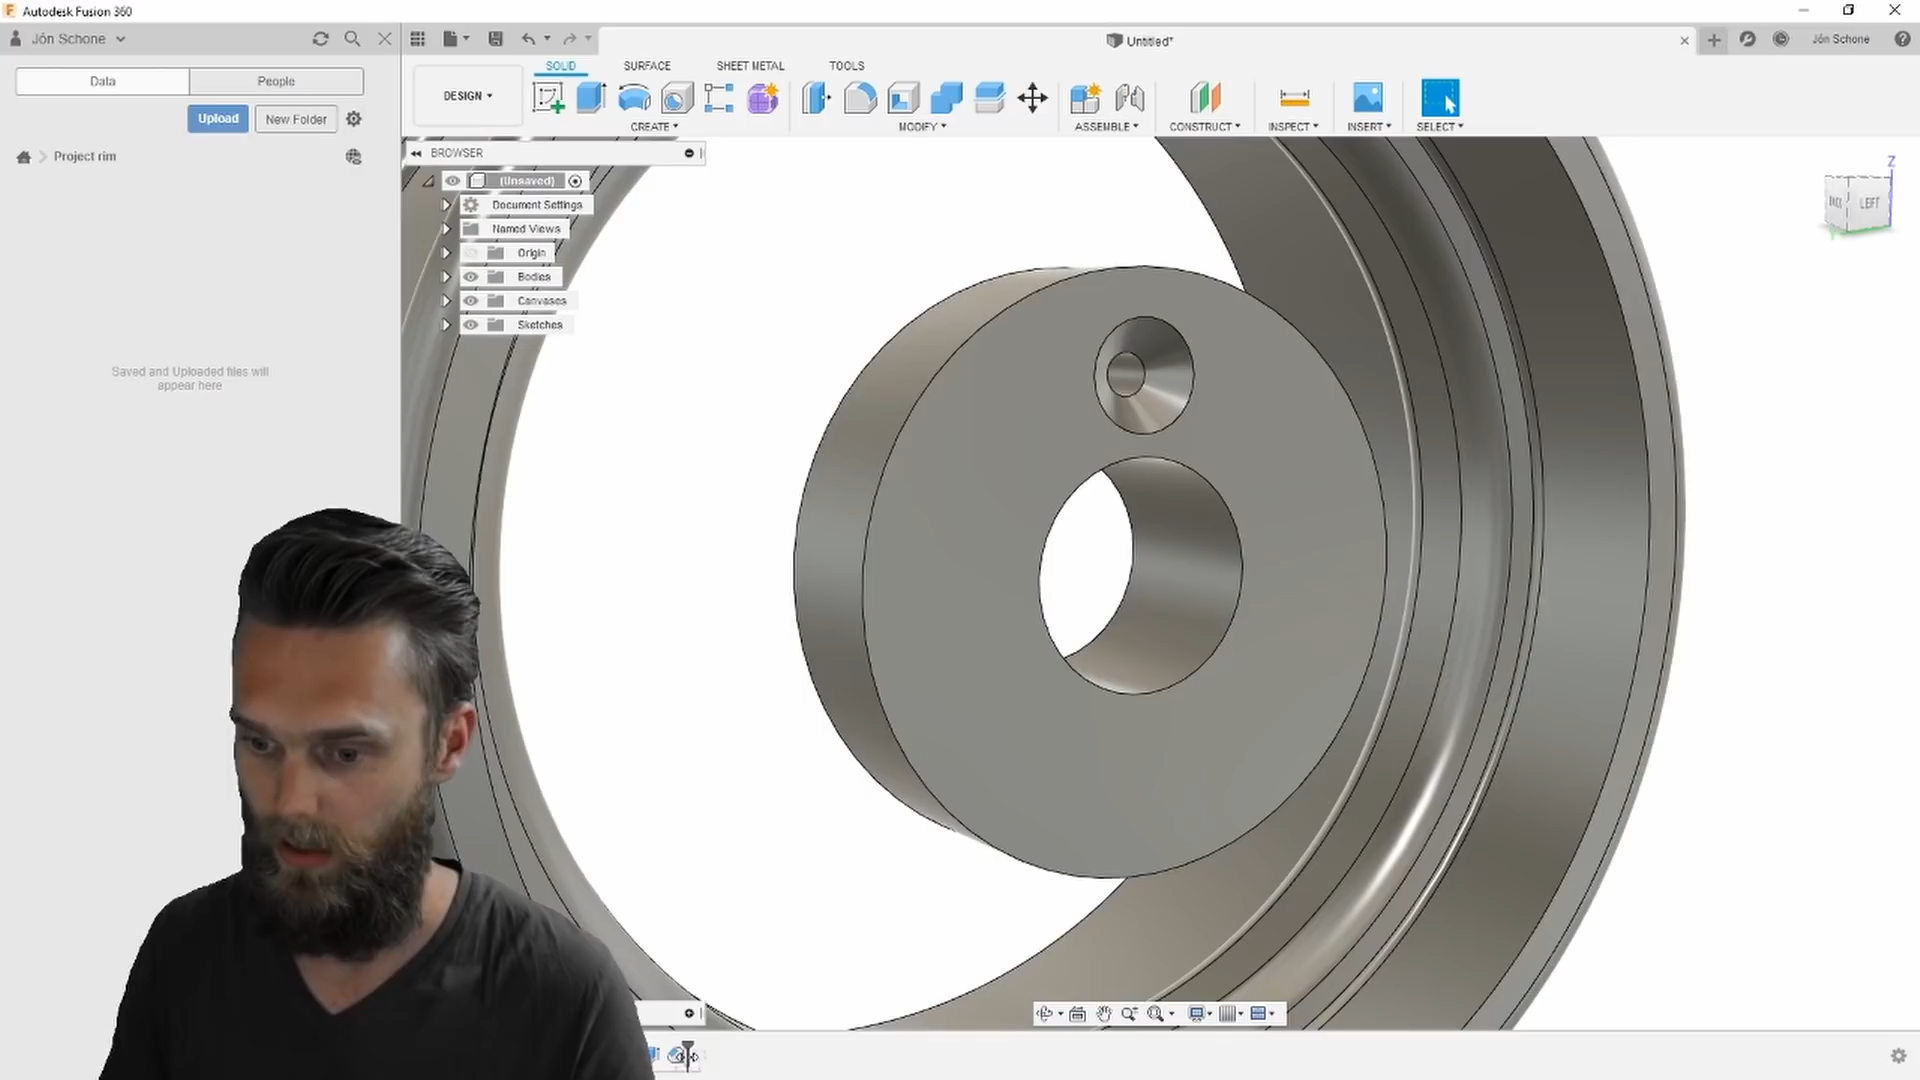 Autodesk Fusion 360
Jón Schone
Data
People
Upload
New Folder
Project rim
Saved and Uploaded files will
appear here
Untitled*
Jón Schone
DESIGN
SOLID
SURFACE
SHEET METAL
TOOLS
CREATE
MODIFY
ASSEMBLE
CONSTRUCT
INSPECT
INSERT
SELECT
BROWSER
(Unsaved)
Document Settings
Named Views
Origin
Bodies
Canvases
Sketches
Z
BACK
LEFT
Y